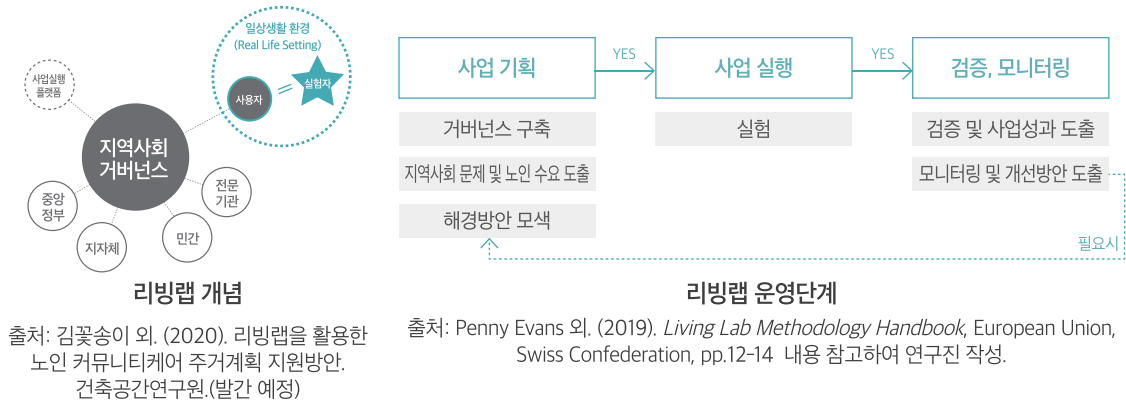 일상생활 환경
(Real Life Setting)
사업실행
플랫폼
사용자
=
실험자
지역사회
거버넌스
중앙
정부
지자체
민간
전문
기관
리빙랩 개념
출처: 김꽃송이 외. (2020). 리빙랩을 활용한
노인 커뮤니티케어 주거계획 지원방안.
건축공간연구원.(발간 예정)
사업 기획
YES
사업 실행
YES
검증, 모니터링
거버넌스 구축
실험
검증 및 사업성과 도출
지역사회 문제 및 노인 수요 도출
모니터링 및 개선방안 도출
해경방안 모색
필요시
리빙랩 운영단계
출처: Penny Evans 외. (2019). Living Lab Methodology Handbook, European Union,
Swiss Confederation, pp.12-14 내용 참고하여 연구진 작성.